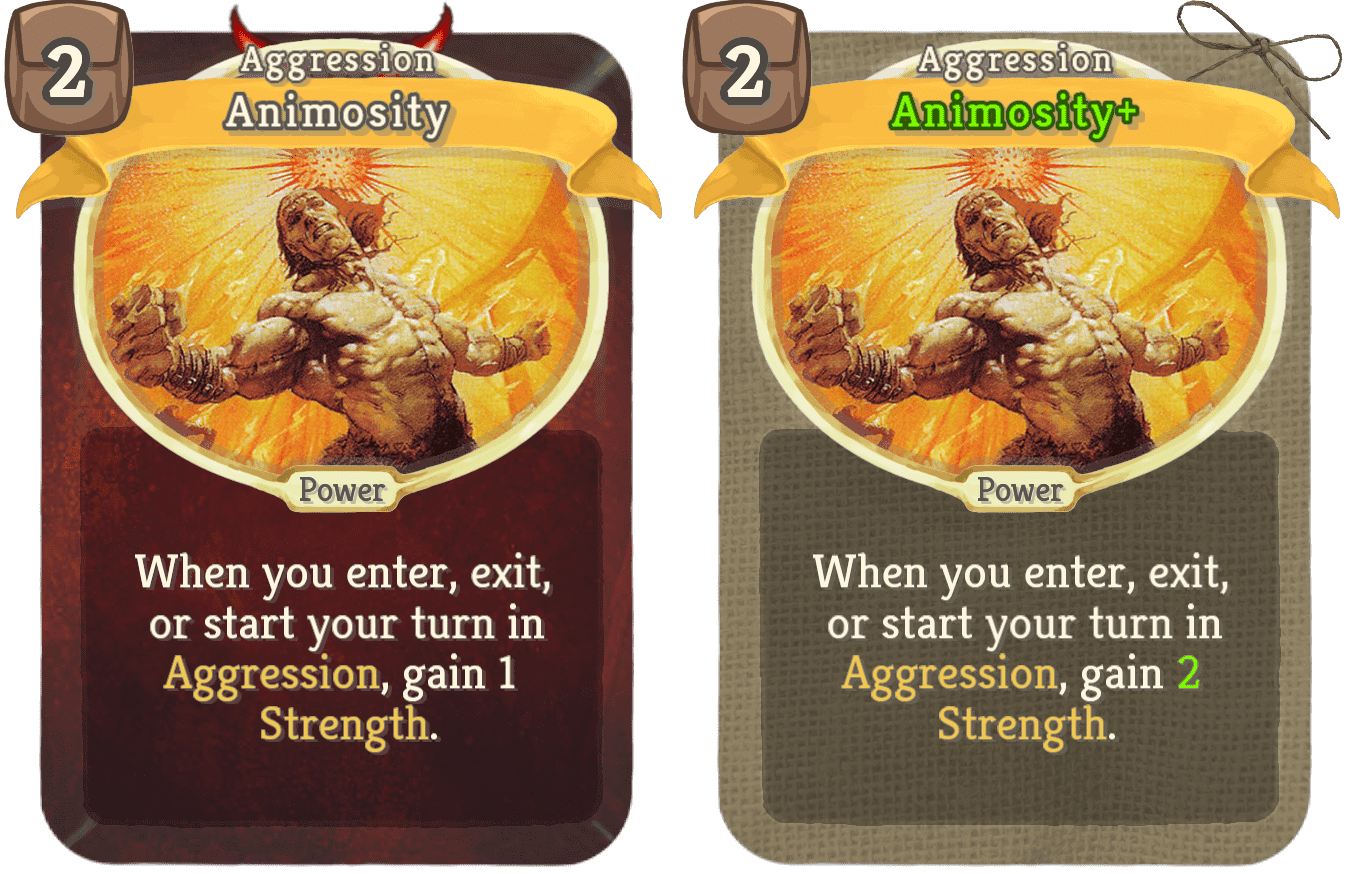 2
Aggression
Animosity
Power
When you enter, exit,
or start your turn in
Aggression, gain 1
Strength.
2
Aggression
Animosity+
Power
When you enter, exit,
or start your turn in
Aggression, gain 2
Strength.